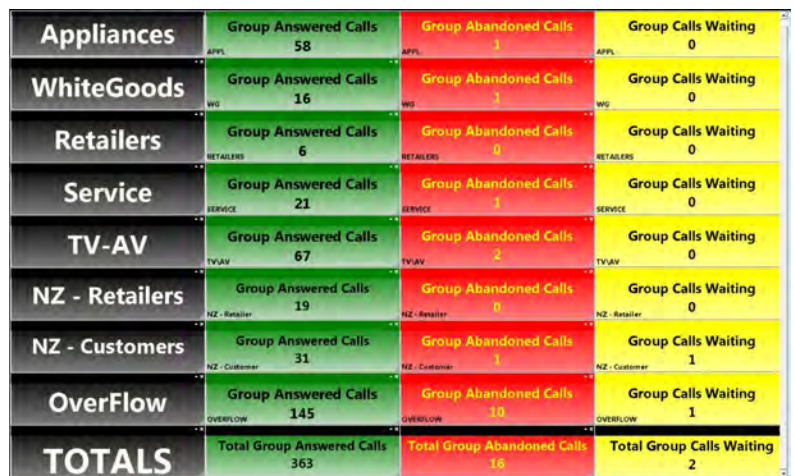 Appliances
Group Answered Calls
58
APPL
Group Abandoned Calls
1
APPL
Group Calls Waiting
0
APPL
WhiteGoods
Group Answered Calls
16
WG
Group Abandoned Calls
1
WG
Group Calls Waiting
0
WG
Retailers
Group Answered Calls
6
RETAILERS
Group Abandoned Calls
0
RETAILERS
Group Calls Waiting
0
RETAILERS
Service
Group Answered Calls
21
SERVICE
Group Abandoned Calls
1
SERVICE
Group Calls Waiting
0
SERVICE
TV-AV
Group Answered Calls
67
TV\AV
Group Abandoned Calls
2
TV\AV
Group Calls Waiting
0
TV\AV
NZ - Retailers
Group Answered Calls
19
NZ - Retailer
Group Abandoned Calls
0
NZ - Retailer
Group Calls Waiting
0
NZ - Retailer
NZ - Customers
Group Answered Calls
31
NZ - Customer
Group Abandoned Calls
1
NZ - Customer
Group Calls Waiting
1
NZ - Customer
OverFlow
Group Answered Calls
145
OVERFLOW
Group Abandoned Calls
10
OVERFLOW
Group Calls Waiting
1
OVERFLOW
TOTALS
Total Group Answered Calls
363
Total Group Abandoned Calls
16
Total Group Calls Waiting
2